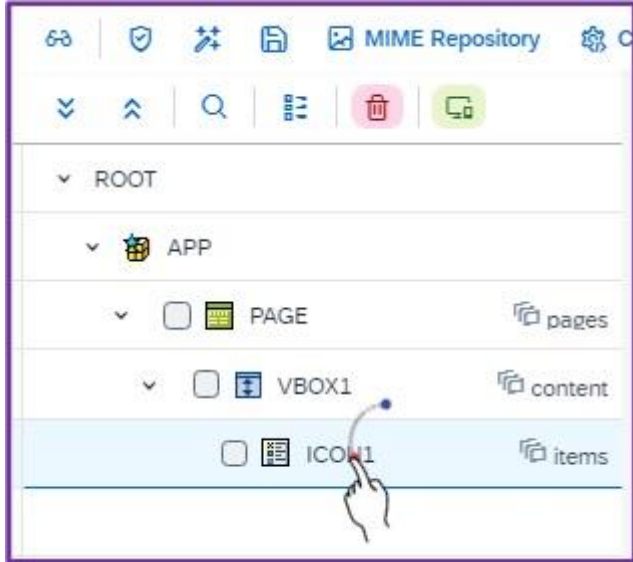 MIME Repository C
ROOT
APP
PAGE pages
VBOX1 content
ICON1 items